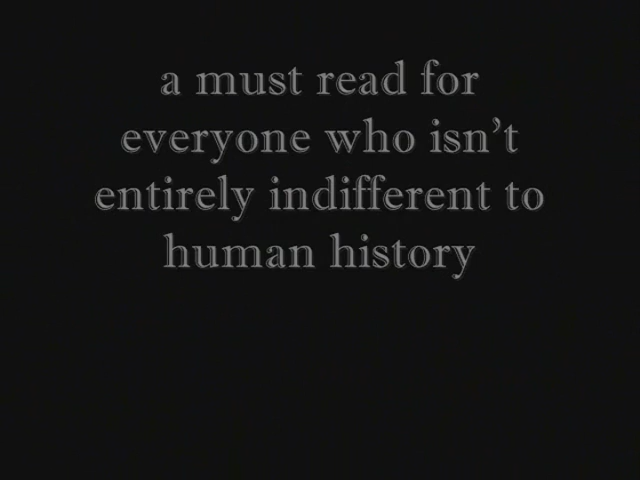 a must read for
everyone who isn’t
entirely indifferent to
human history